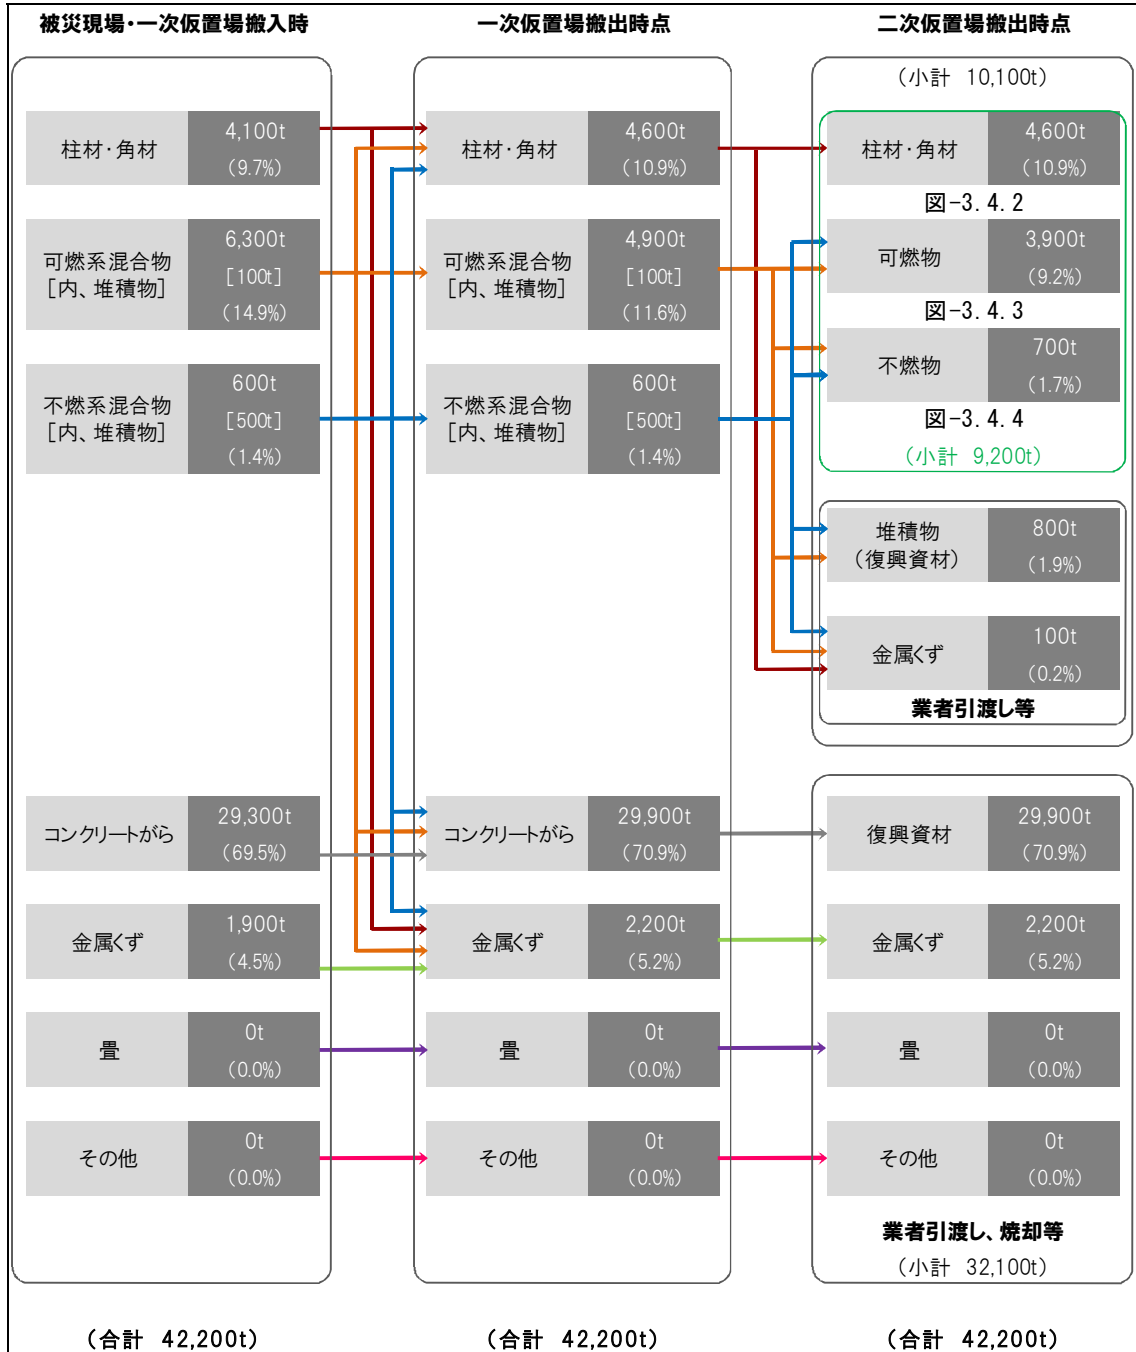 被災現場・一次仮置場搬入時
柱材・角材
4,100t
(9.7%)
可燃系混合物
[内、堆積物]
6,300t
[100t]
(14.9%)
不燃系混合物
[内、堆積物]
600t
[500t]
(1.4%)
コンクリートがら
29,300t
(69.5%)
金属くず
1,900t
(4.5%)
畳
0t
(0.0%)
その他
0t
(0.0%)
(合計 42,200t)
一次仮置場搬出時点
柱材・角材
4,600t
(10.9%)
可燃系混合物
[内、堆積物]
4,900t
[100t]
(11.6%)
不燃系混合物
[内、堆積物]
600t
[500t]
(1.4%)
コンクリートがら
29,900t
(70.9%)
金属くず
2,200t
(5.2%)
畳
0t
(0.0%)
その他
0t
(0.0%)
(合計 42,200t)
二次仮置場搬出時点
(小計 10,100t)
柱材・角材
4,600t
(10.9%)
図-3.4.2
可燃物
3,900t
(9.2%)
図-3.4.3
不燃物
700t
(1.7%)
図-3.4.4
(小計 9,200t)
堆積物
(復興資材)
800t
(1.9%)
金属くず
100t
(0.2%)
業者引渡し等
復興資材
29,900t
(70.9%)
金属くず
2,200t
(5.2%)
畳
0t
(0.0%)
その他
0t
(0.0%)
業者引渡し、焼却等
(小計 32,100t)
(合計 42,200t)